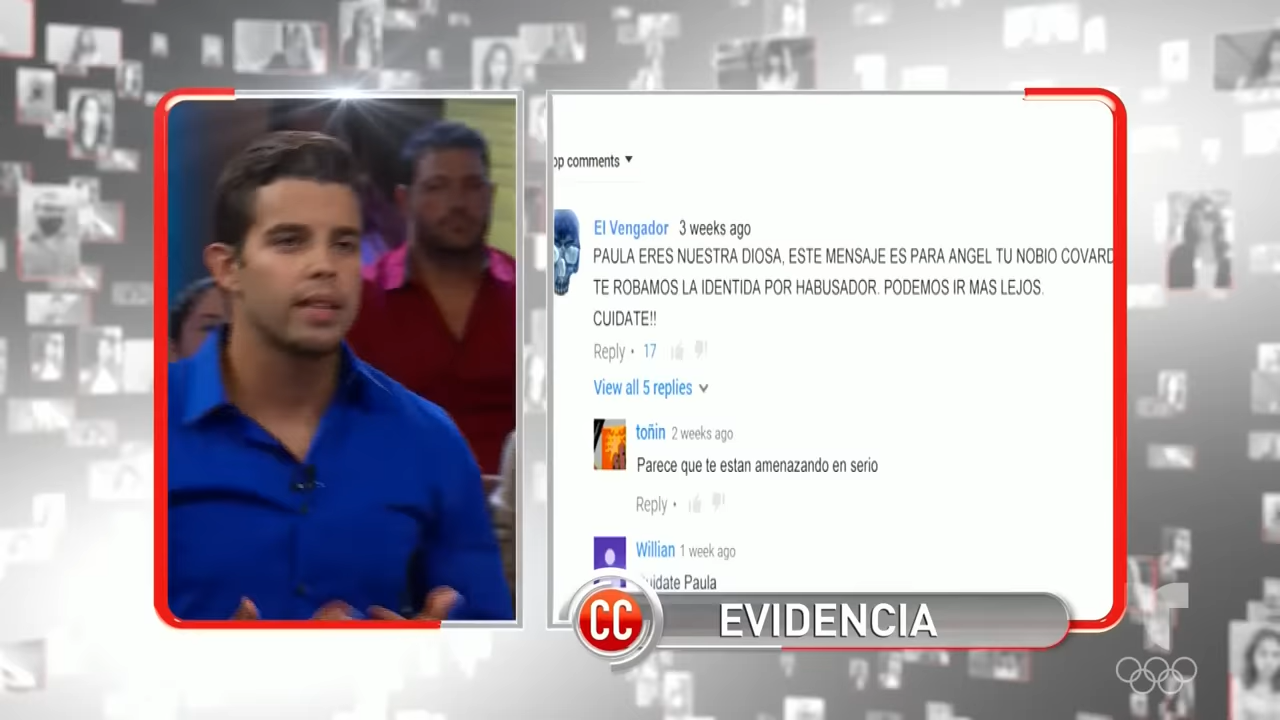 op comments
El Vengador 3 weeks ago
PAULA ERES NUESTRA DIOSA, ESTE MENSAJE ES PARA ANGEL TU NOBIO COVARD
TE ROBAMOS LA IDENTIDA POR HABUSADOR. PODEMOS IR MAS LEJOS.
CUIDATE!!
Reply • 17
View all 5 replies
toñin 2 weeks ago
Parece que te estan amenazando en serio
Reply •
Willian 1 week ago
uidate Paula
CC EVIDENCIA